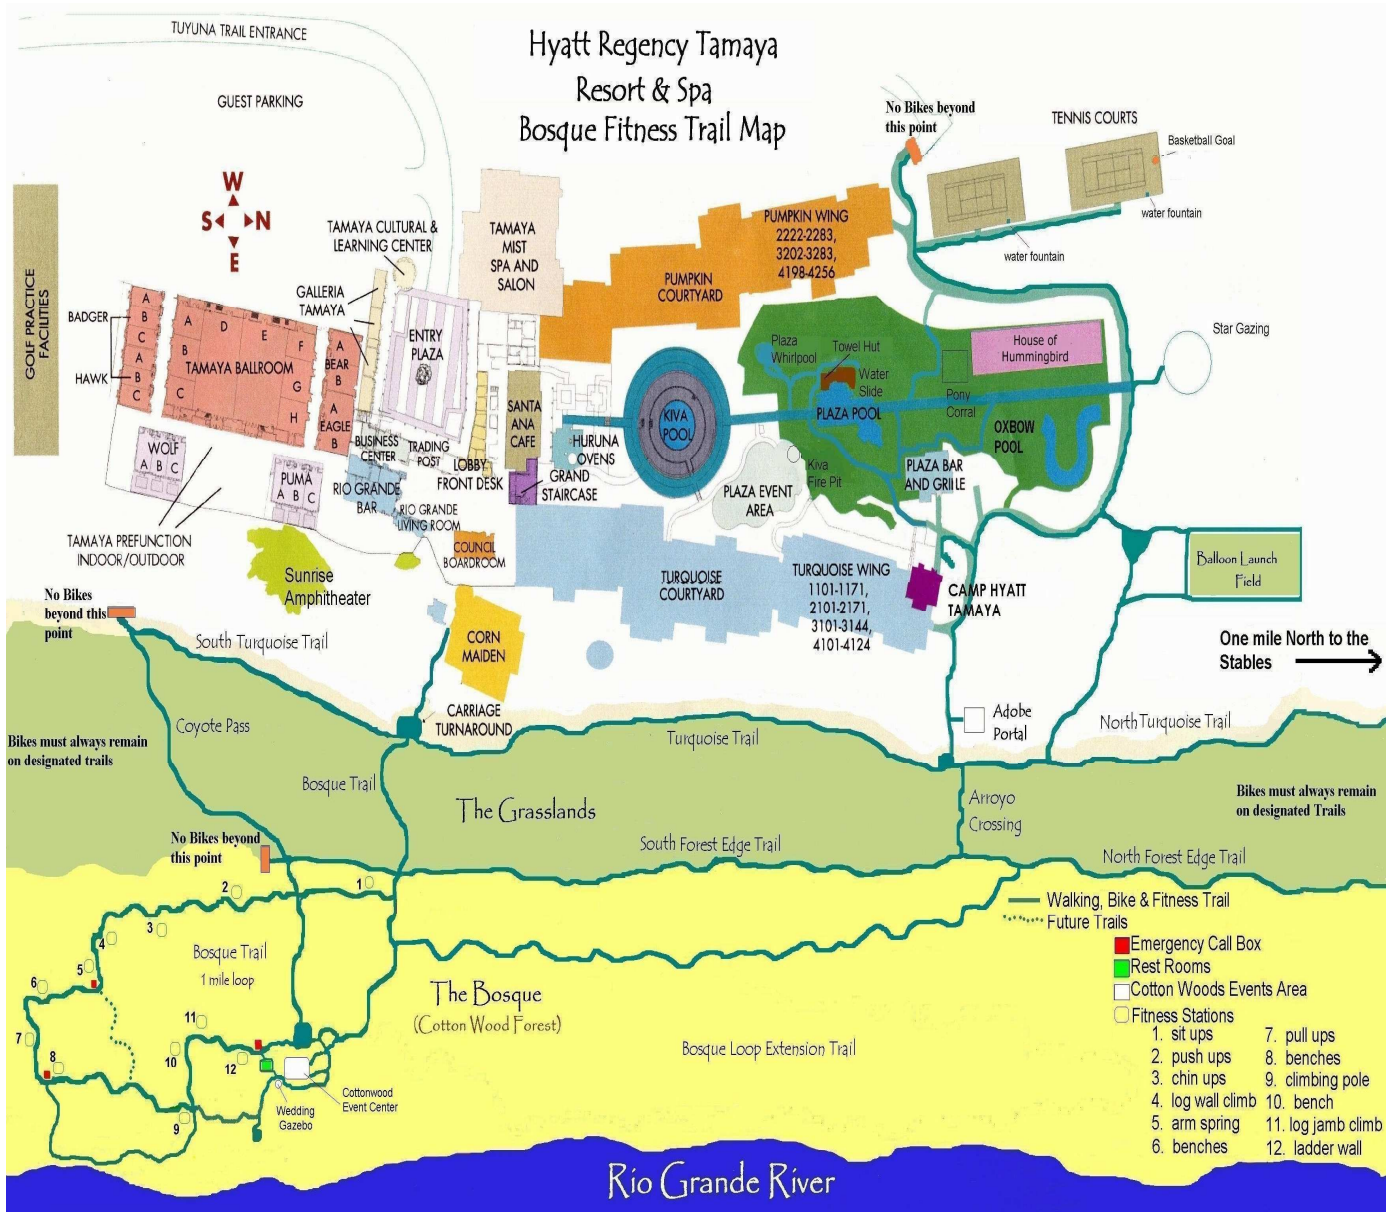 TUYUNA TRAIL ENTRANCE
GUEST PARKING
Hyatt Regency Tamaya
Resort & Spa
Bosque Fitness Trail Map
No Bikes beyond
this point
TENNIS COURTS
Basketball Goal
water fountain
water fountain
W
S
N
E
GOLF PRACTICE
FACILITIES
TAMAYA CULTURAL &
LEARNING CENTER
GALLERIA
TAMAYA
TAMAYA
MIST
SPA AND
SALON
PUMPKIN WING
2222-2283,
3202-3283,
4198-4256
PUMPKIN
COURTYARD
BADGER
A
B
C
HAWK
A
B
C
A
B
C
D
E
F
G
H
TAMAYA BALLROOM
A
BEAR
B
A
EAGLE
B
ENTRY
PLAZA
Star Gazing
House of
Hummingbird
Plaza
Whirlpool
Towel Hut
Water
Slide
PLAZA POOL
Pony
Corral
OXBOW
POOL
KIVA
POOL
SANTA
ANA
CAFE
HURUNA
OVENS
GRAND
STAIRCASE
LOBBY
FRONT DESK
TRADING
POST
BUSINESS
CENTER
RIO GRANDE
BAR
RIO GRANDE
LIVING ROOM
WOLF
A B C
PUMA
A B C
TAMAYA PREFUNCTION
INDOOR/OUTDOOR
Kiva
Fire Pit
PLAZA EVENT
AREA
PLAZA BAR
AND GRILLE
COUNCIL
BOARDROOM
Sunrise
Amphitheater
TURQUOISE
COURTYARD
TURQUOISE WING
1101-1171,
2101-2171,
3101-3144,
4101-4124
CAMP HYATT
TAMAYA
Balloon Launch
Field
One mile North to the
Stables
No Bikes
beyond this
point
South Turquoise Trail
CORN
MAIDEN
CARRIAGE
TURNAROUND
Adobe
Portal
North Turquoise Trail
Turquoise Trail
Coyote Pass
Bikes must always remain
on designated trails
Bosque Trail
The Grasslands
Arroyo
Crossing
Bikes must always remain
on designated Trails
No Bikes beyond
this point
South Forest Edge Trail
North Forest Edge Trail
1
2
3
4
5
6
7
8
9
10
11
12
Bosque Trail
1 mile loop
The Bosque
(Cotton Wood Forest)
Bosque Loop Extension Trail
Cottonwood
Event Center
Wedding
Gazebo
Walking, Bike & Fitness Trail
Future Trails
Emergency Call Box
Rest Rooms
Cotton Woods Events Area
Fitness Stations
1. sit ups
2. push ups
3. chin ups
4. log wall climb
5. arm spring
6. benches
7. pull ups
8. benches
9. climbing pole
10. bench
11. log jamb climb
12. ladder wall
Rio Grande River